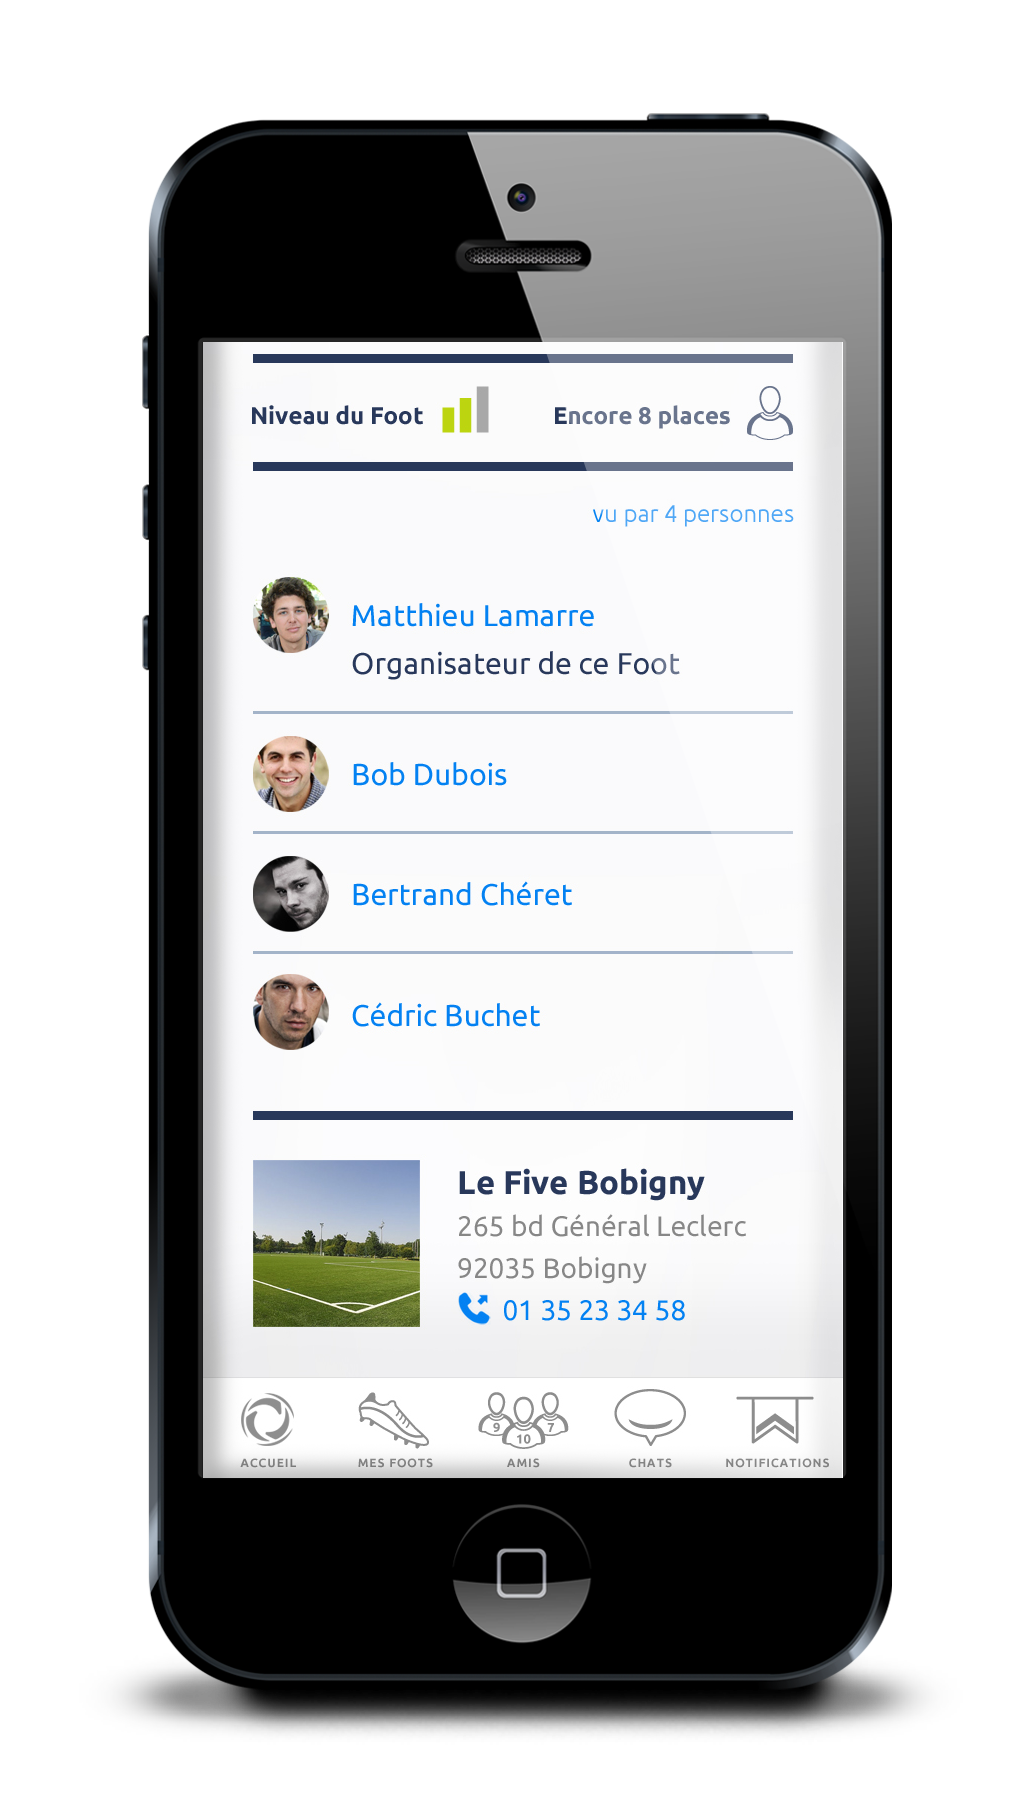 Niveau du Foot
Encore 8 places
vu par 4 personnes
Matthieu Lamarre
Organisateur de ce Foot
Bob Dubois
Bertrand Chéret
Cédric Buchet
Le Five Bobigny
265 bd Général Leclerc
92035 Bobigny
01 35 23 34 58
9 10 7
ACCUEIL MES FOOTS AMIS CHATS NOTIFICATIONS